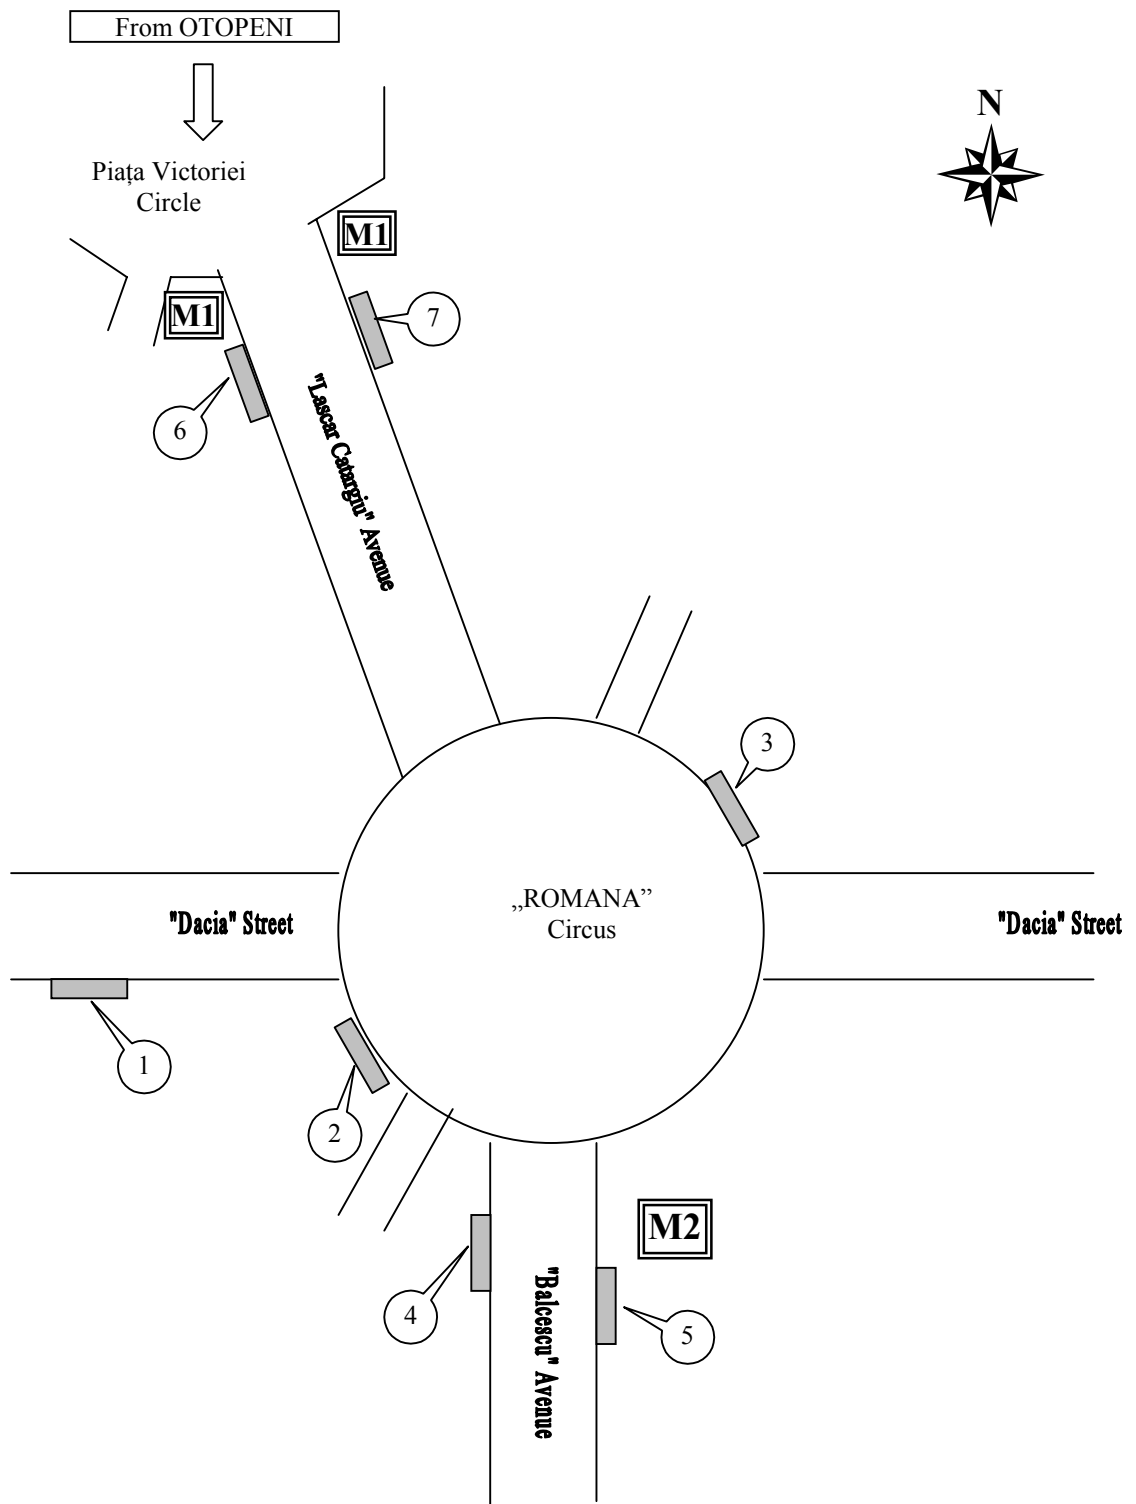 From OTOPENI
N
Piața Victoriei
Circle
M1
M1
7
6
"Lascar Catargiu" Avenue
3
„ROMANA”
Circus
"Dacia" Street
"Dacia" Street
1
2
M2
4
"Balcescu" Avenue
5